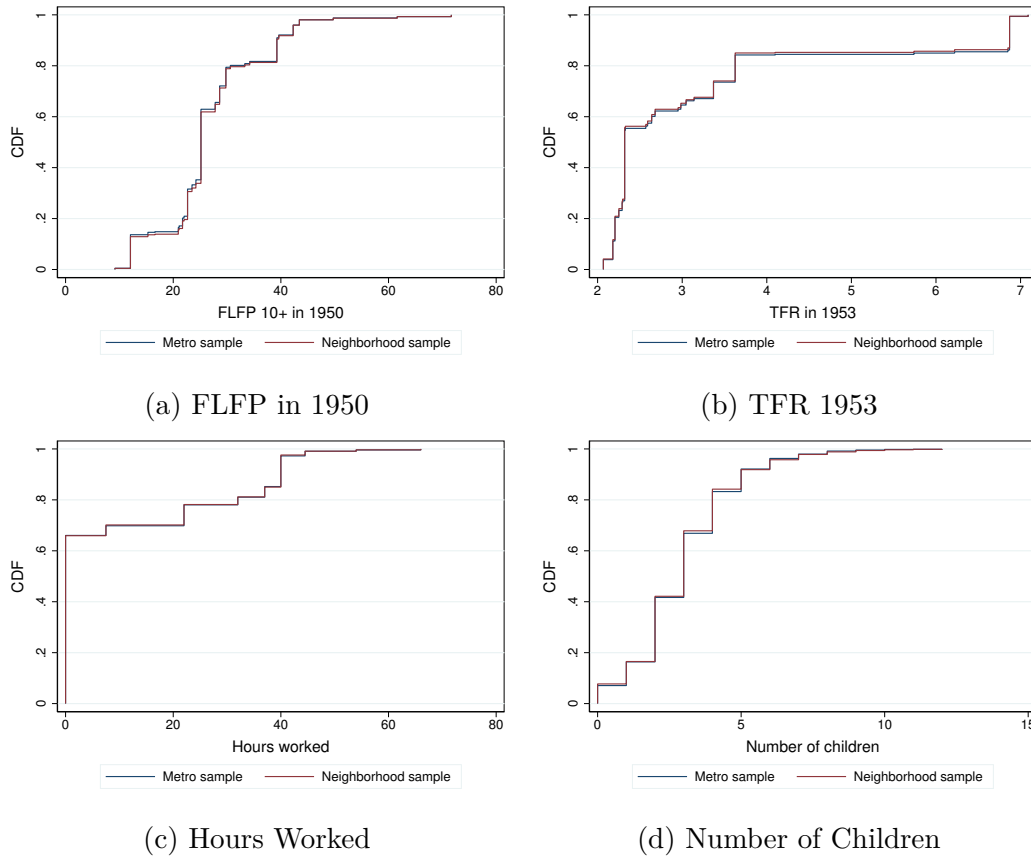 0 .2 .4 .6 .8 1
CDF
0 20 40 60 80
FLFP 10+ in 1950
Metro sample Neighborhood sample
(a) FLFP in 1950
0 .2 .4 .6 .8 1
CDF
2 3 4 5 6 7
TFR in 1953
Metro sample Neighborhood sample
(b) TFR 1953
0 .2 .4 .6 .8 1
CDF
0 20 40 60 80
Hours worked
Metro sample Neighborhood sample
(c) Hours Worked
0 .2 .4 .6 .8 1
CDF
0 5 10 15
Number of children
Metro sample Neighborhood sample
(d) Number of Children